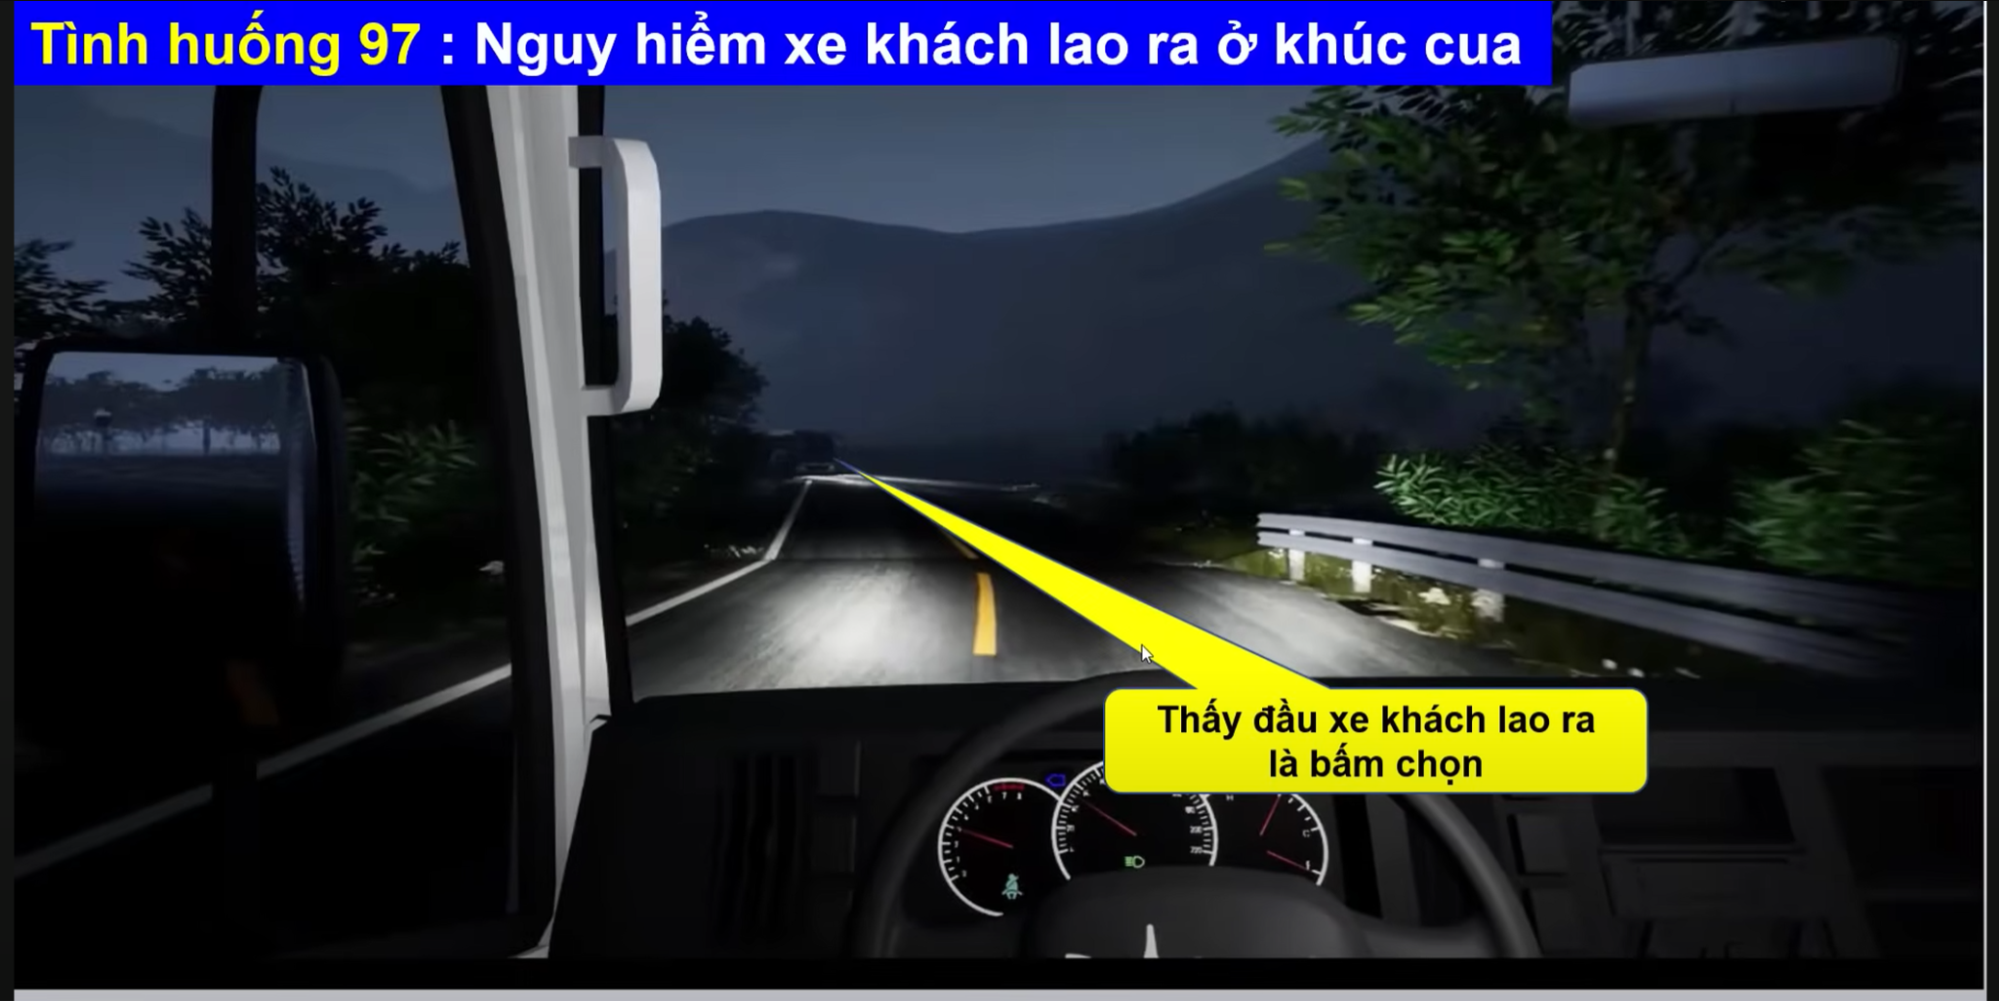 Tình huống 97 : Nguy hiểm xe khách lao ra ở khúc cua
Thấy đầu xe khách lao ra
là bấm chọn